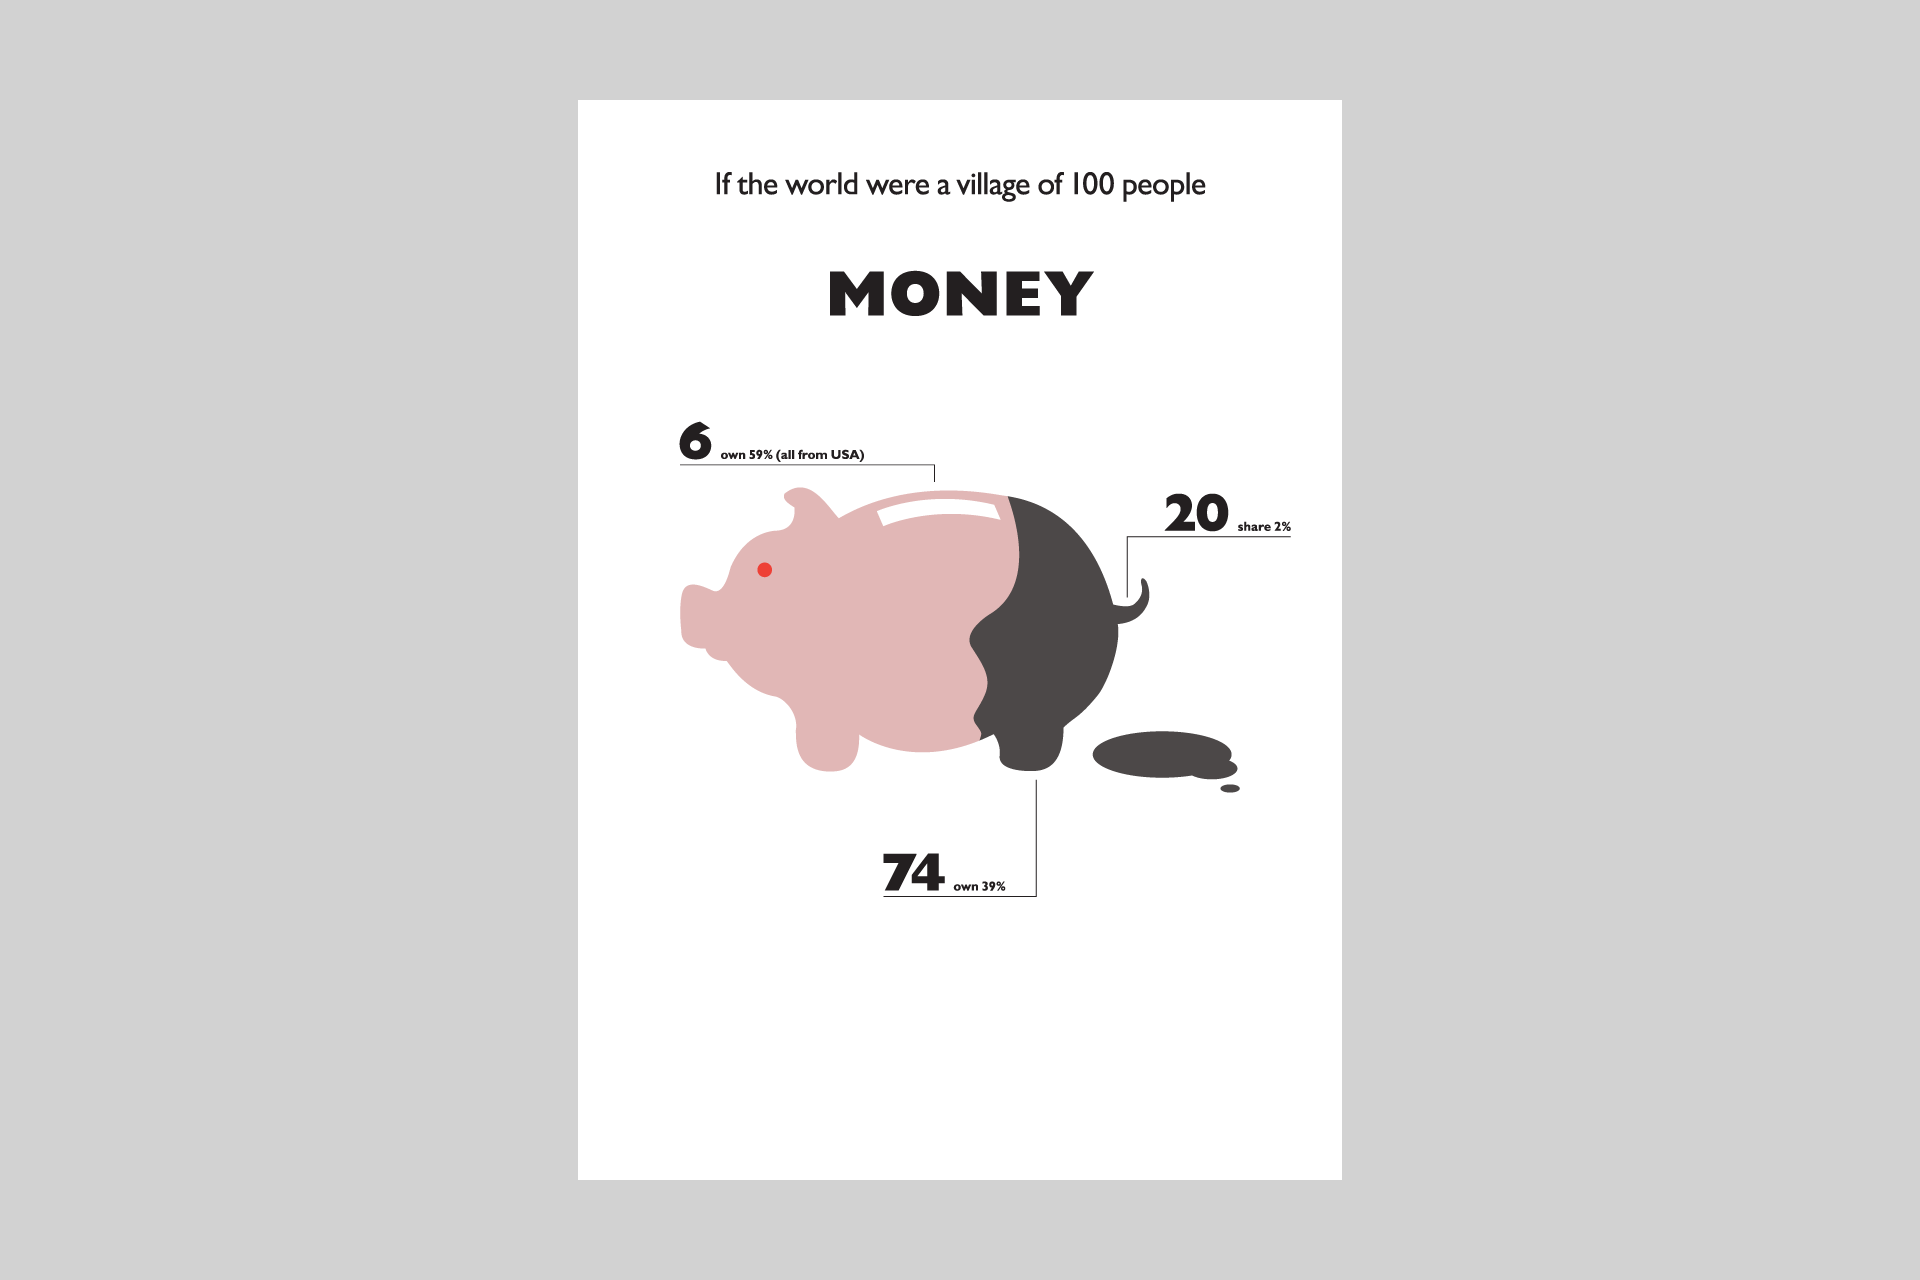 If the world were a village of 100 people
MONEY
6 own 59% (all from USA)
20 share 2%
74 own 39%